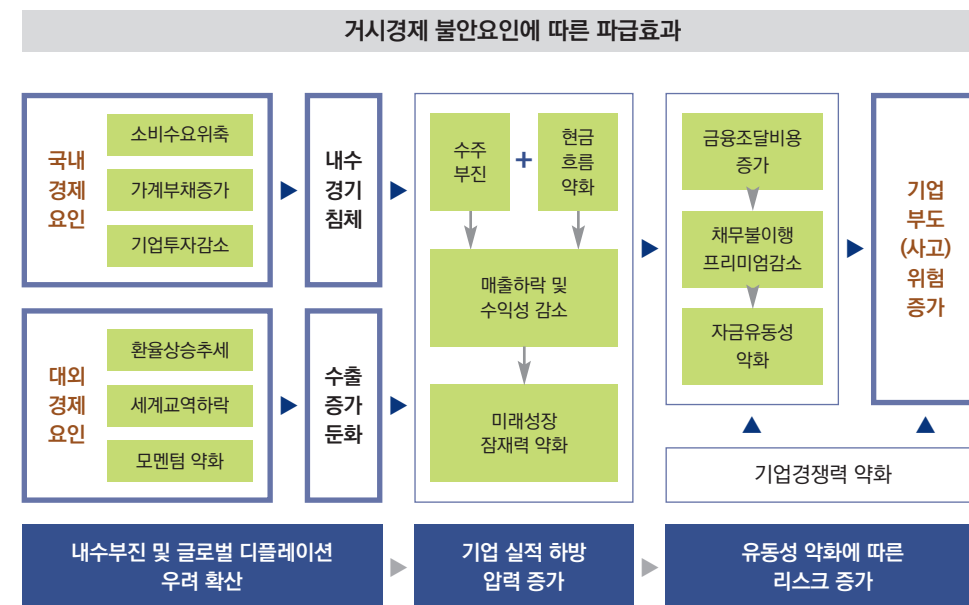 거시경제 불안요인에 따른 파급효과
국내
경제
요인
소비수요위축
가계부채증가
기업투자감소
내수
경기
침체
대외
경제
요인
환율상승추세
세계교역하락
모멘텀 약화
수출
증가
둔화
수주
부진
+
현금
흐름
약화
매출하락 및
수익성 감소
미래성장
잠재력 약화
금융조달비용
증가
채무불이행
프리미엄감소
자금유동성
악화
기업
부도
(사고)
위험
증가
기업경쟁력 약화
내수부진 및 글로벌 디플레이션
우려 확산
기업 실적 하방
압력 증가
유동성 악화에 따른
리스크 증가